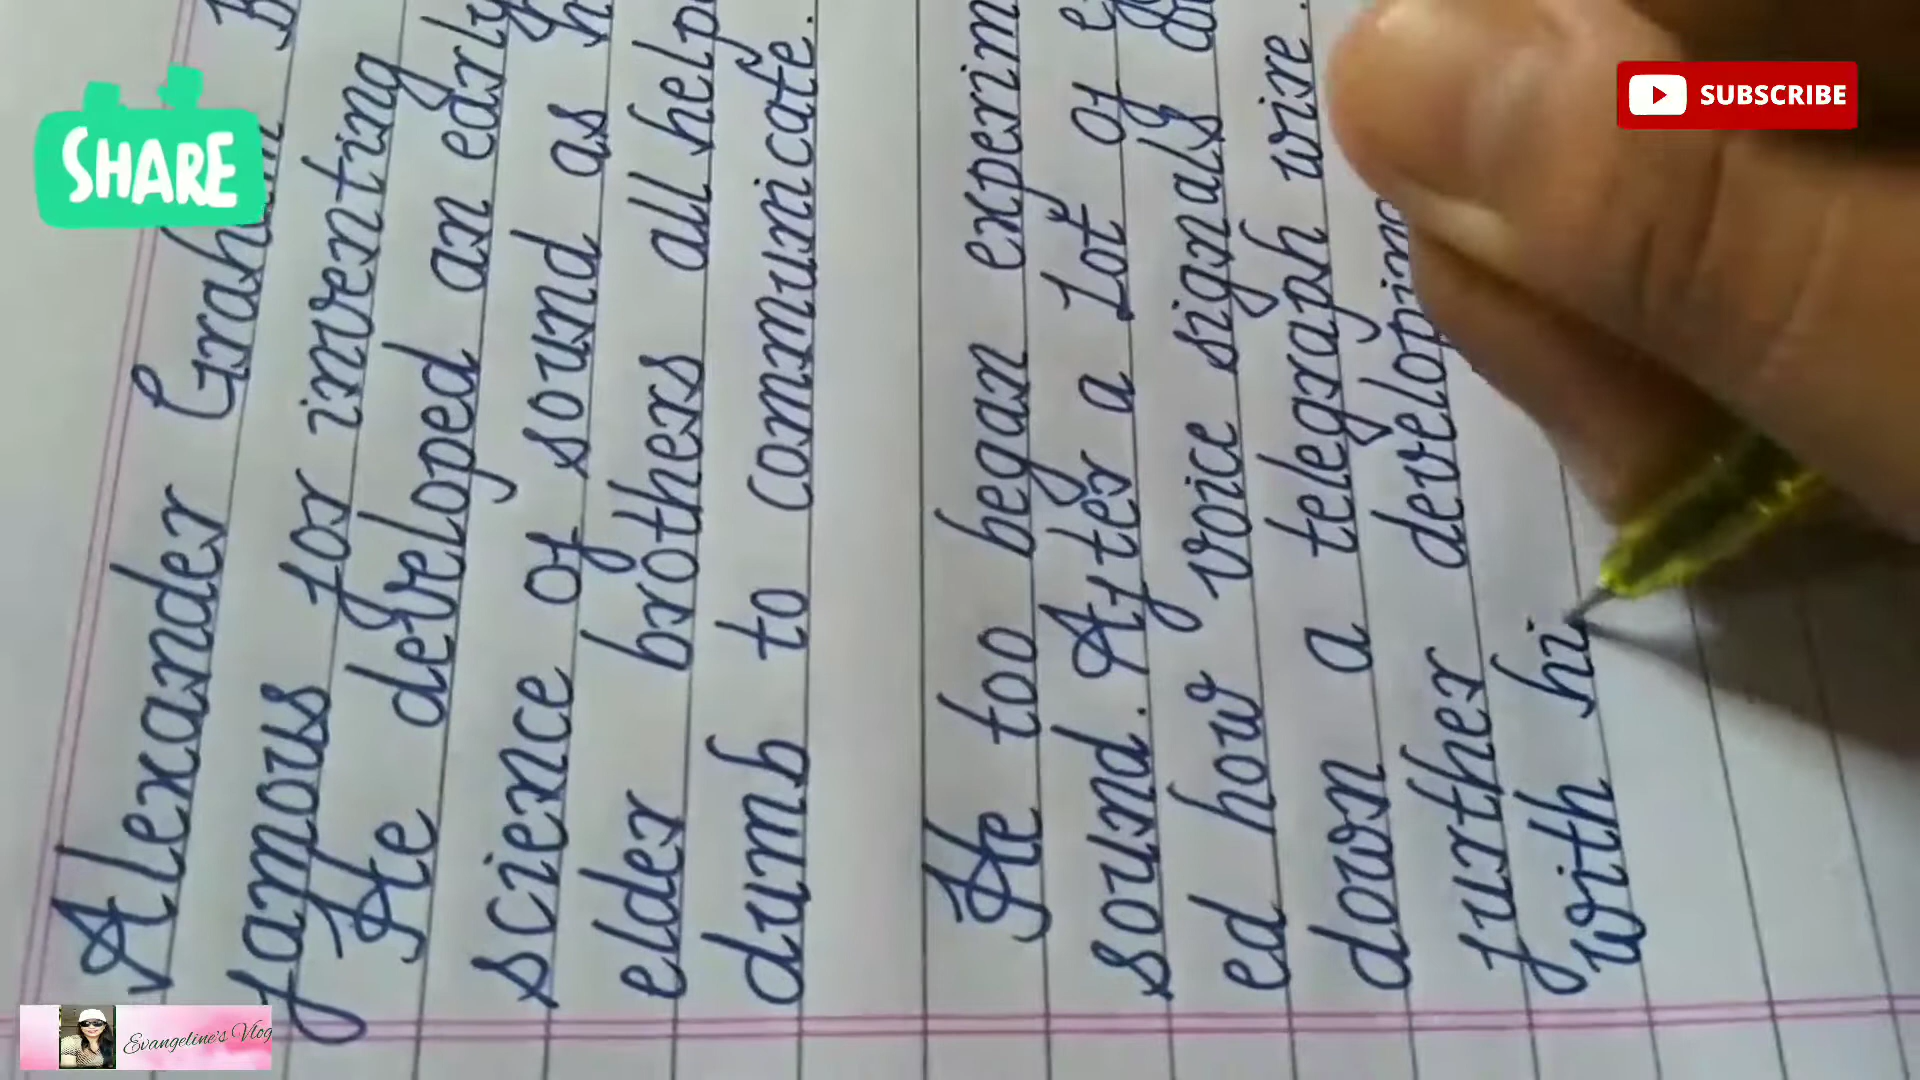 Alexander Graham
famous for inventing
He developed an early
science of sound as
elder brothers all help
dumb to communicate.
He too began experim
sound. After a Lot of
ed how voice signals
down a telegraph wire.
further developing
with hi
SHARE
SUBSCRIBE
Evangeline's Vlog